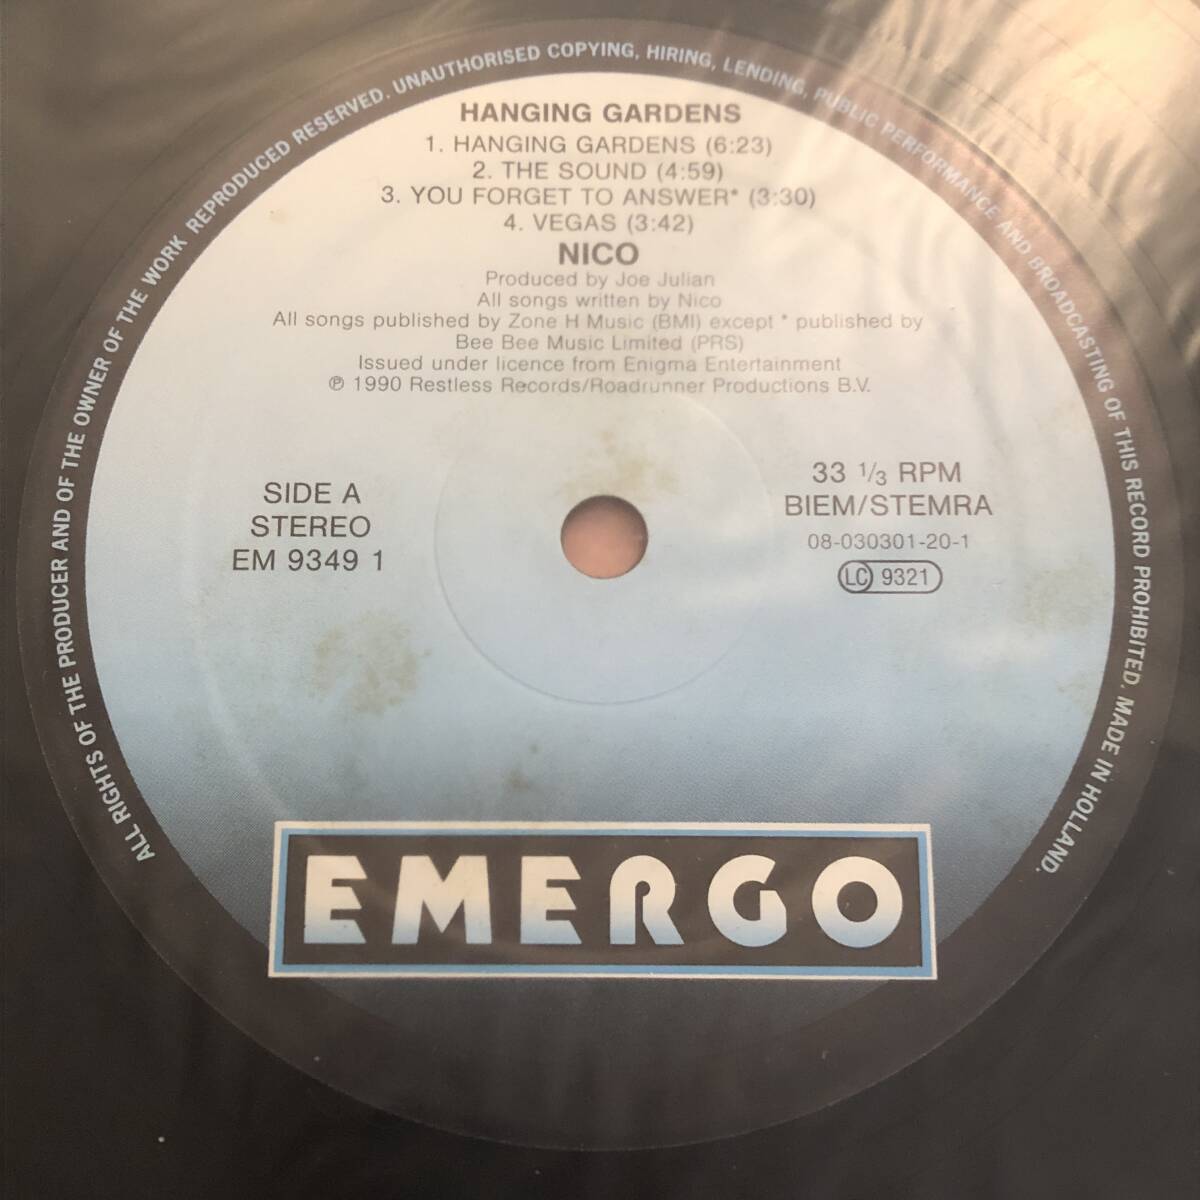 ALL RIGHTS OF THE PRODUCER AND OF THE OWNER OF THE WORK REPRODUCED RESERVED. UNAUTHORISED COPYING, HIRING, LENDING, PUBLIC PERFORMANCE AND BROADCASTING OF THIS RECORD PROHIBITED. MADE IN HOLLAND.
HANGING GARDENS
1. HANGING GARDENS (6:23)
2. THE SOUND (4:59)
3. YOU FORGET TO ANSWER* (3:30)
4. VEGAS (3:42)
NICO
Produced by Joe Julian
All songs written by Nico
All songs published by Zone H Music (BMI) except * published by
Bee Bee Music Limited (PRS)
Issued under licence from Enigma Entertainment
℗ 1990 Restless Records/Roadrunner Productions B.V.
SIDE A
STEREO
EM 9349 1
33 1/3 RPM
BIEM/STEMRA
08-030301-20-1
LC 9321
EMERGO